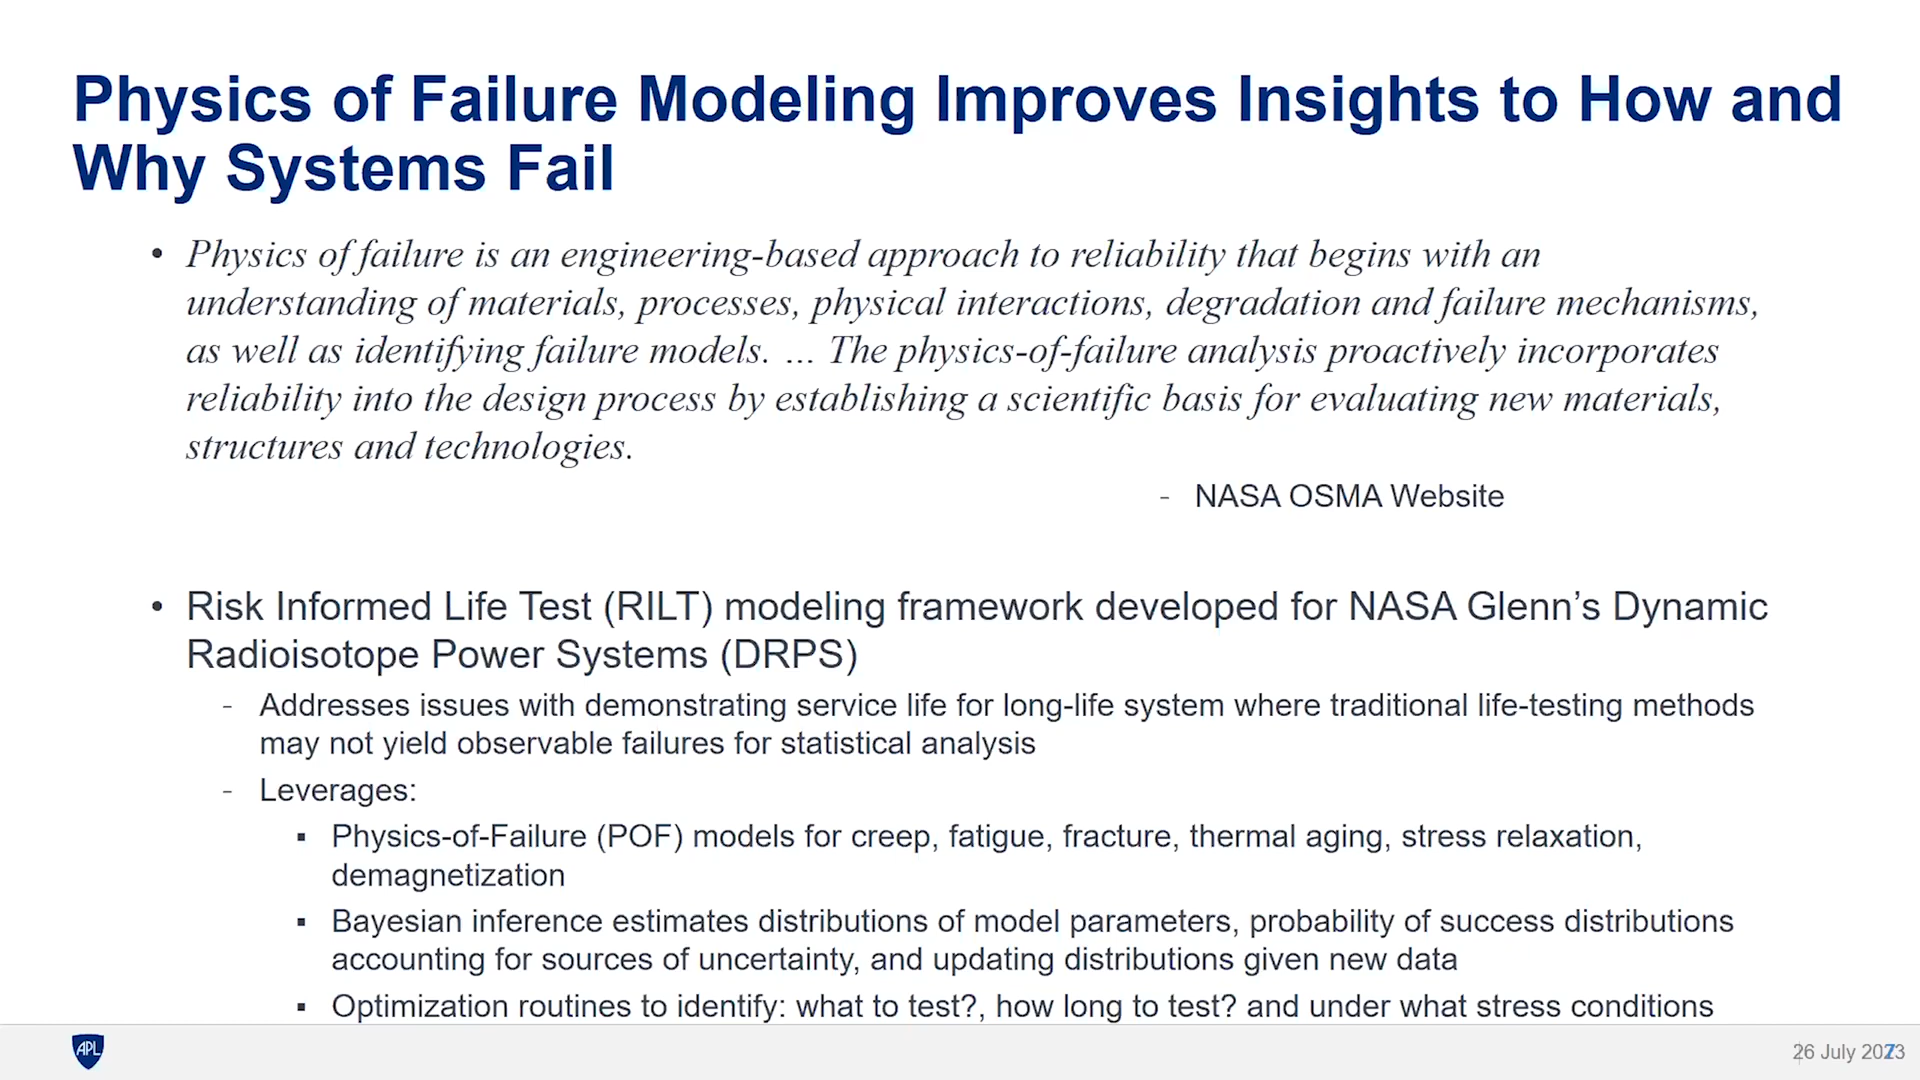 Physics of Failure Modeling Improves Insights to How and
Why Systems Fail
• Physics of failure is an engineering-based approach to reliability that begins with an
understanding of materials, processes, physical interactions, degradation and failure mechanisms,
as well as identifying failure models. … The physics-of-failure analysis proactively incorporates
reliability into the design process by establishing a scientific basis for evaluating new materials,
structures and technologies.
- NASA OSMA Website
• Risk Informed Life Test (RILT) modeling framework developed for NASA Glenn’s Dynamic
Radioisotope Power Systems (DRPS)
- Addresses issues with demonstrating service life for long-life system where traditional life-testing methods
may not yield observable failures for statistical analysis
- Leverages:
▪ Physics-of-Failure (POF) models for creep, fatigue, fracture, thermal aging, stress relaxation,
demagnetization
▪ Bayesian inference estimates distributions of model parameters, probability of success distributions
accounting for sources of uncertainty, and updating distributions given new data
▪ Optimization routines to identify: what to test?, how long to test? and under what stress conditions
APL
26 July 2023
7